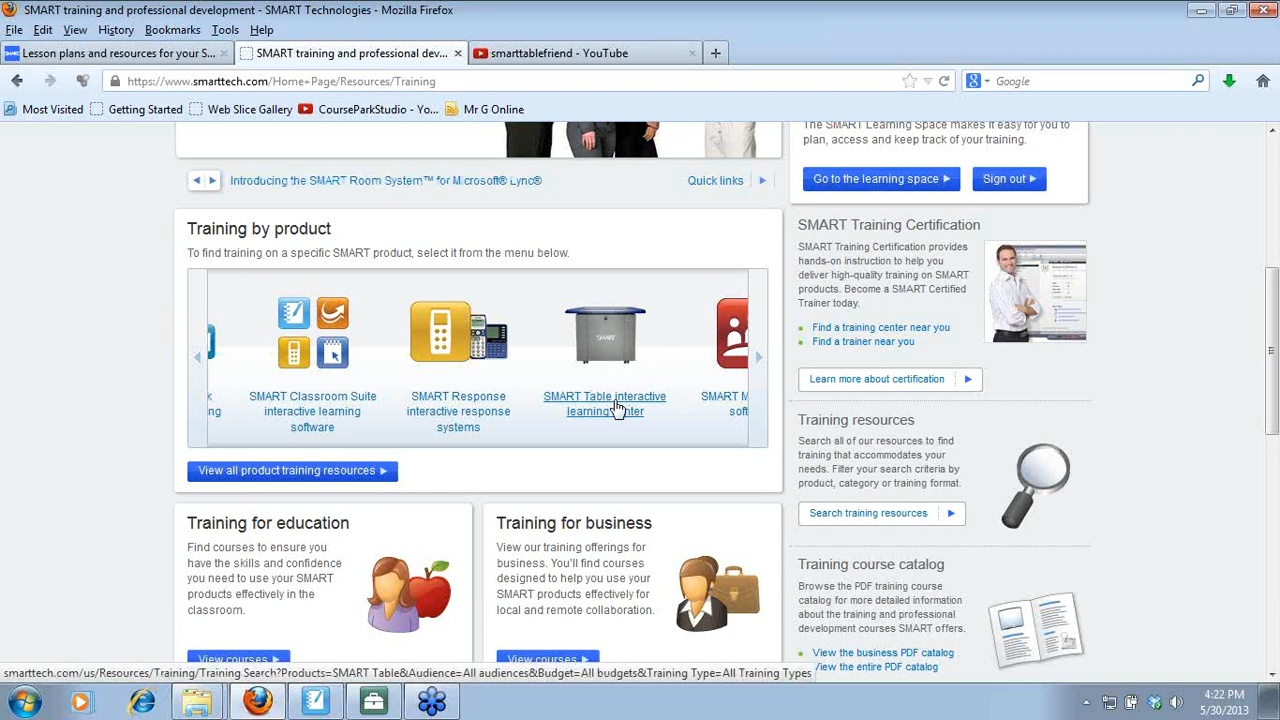 SMART training and professional development - SMART Technologies - Mozilla Firefox
File Edit View History Bookmarks Tools Help
Lesson plans and resources for your S...
SMART training and professional dev...
smarttablefriend - YouTube
https://www.smarttech.com/Home+Page/Resources/Training
Google
Most Visited Getting Started Web Slice Gallery CourseParkStudio - Yo... Mr G Online
The SMART Learning Space makes it easy for you to
plan, access and keep track of your training.
Go to the learning space
Sign out
Introducing the SMART Room System™ for Microsoft® Lync®
Quick links
Training by product
To find training on a specific SMART product, select it from the menu below.
SMART
k
ng
SMART Classroom Suite
interactive learning
software
SMART Response
interactive response
systems
SMART Table interactive
learning center
SMART M
soft
View all product training resources
SMART Training Certification
SMART Training Certification provides
hands-on instruction to help you
deliver high-quality training on SMART
products. Become a SMART Certified
Trainer today.
Find a training center near you
Find a trainer near you
Learn more about certification
Training resources
Search all of our resources to find
training that accommodates your
needs. Filter your search criteria by
product, category or training format.
Search training resources
Training for education
Find courses to ensure you
have the skills and confidence
you need to use your SMART
products effectively in the
classroom.
View courses
Training for business
View our training offerings for
business. You'll find courses
designed to help you use your
SMART products effectively for
local and remote collaboration.
View courses
Training course catalog
Browse the PDF training course
catalog for more detailed information
about the training and professional
development courses SMART offers.
View the business PDF catalog
View the entire PDF catalog
smarttech.com/us/Resources/Training/Training Search?Products=SMART Table&Audience=All audiences&Budget=All budgets&Training Type=All Training Types
4:22 PM
5/30/2013